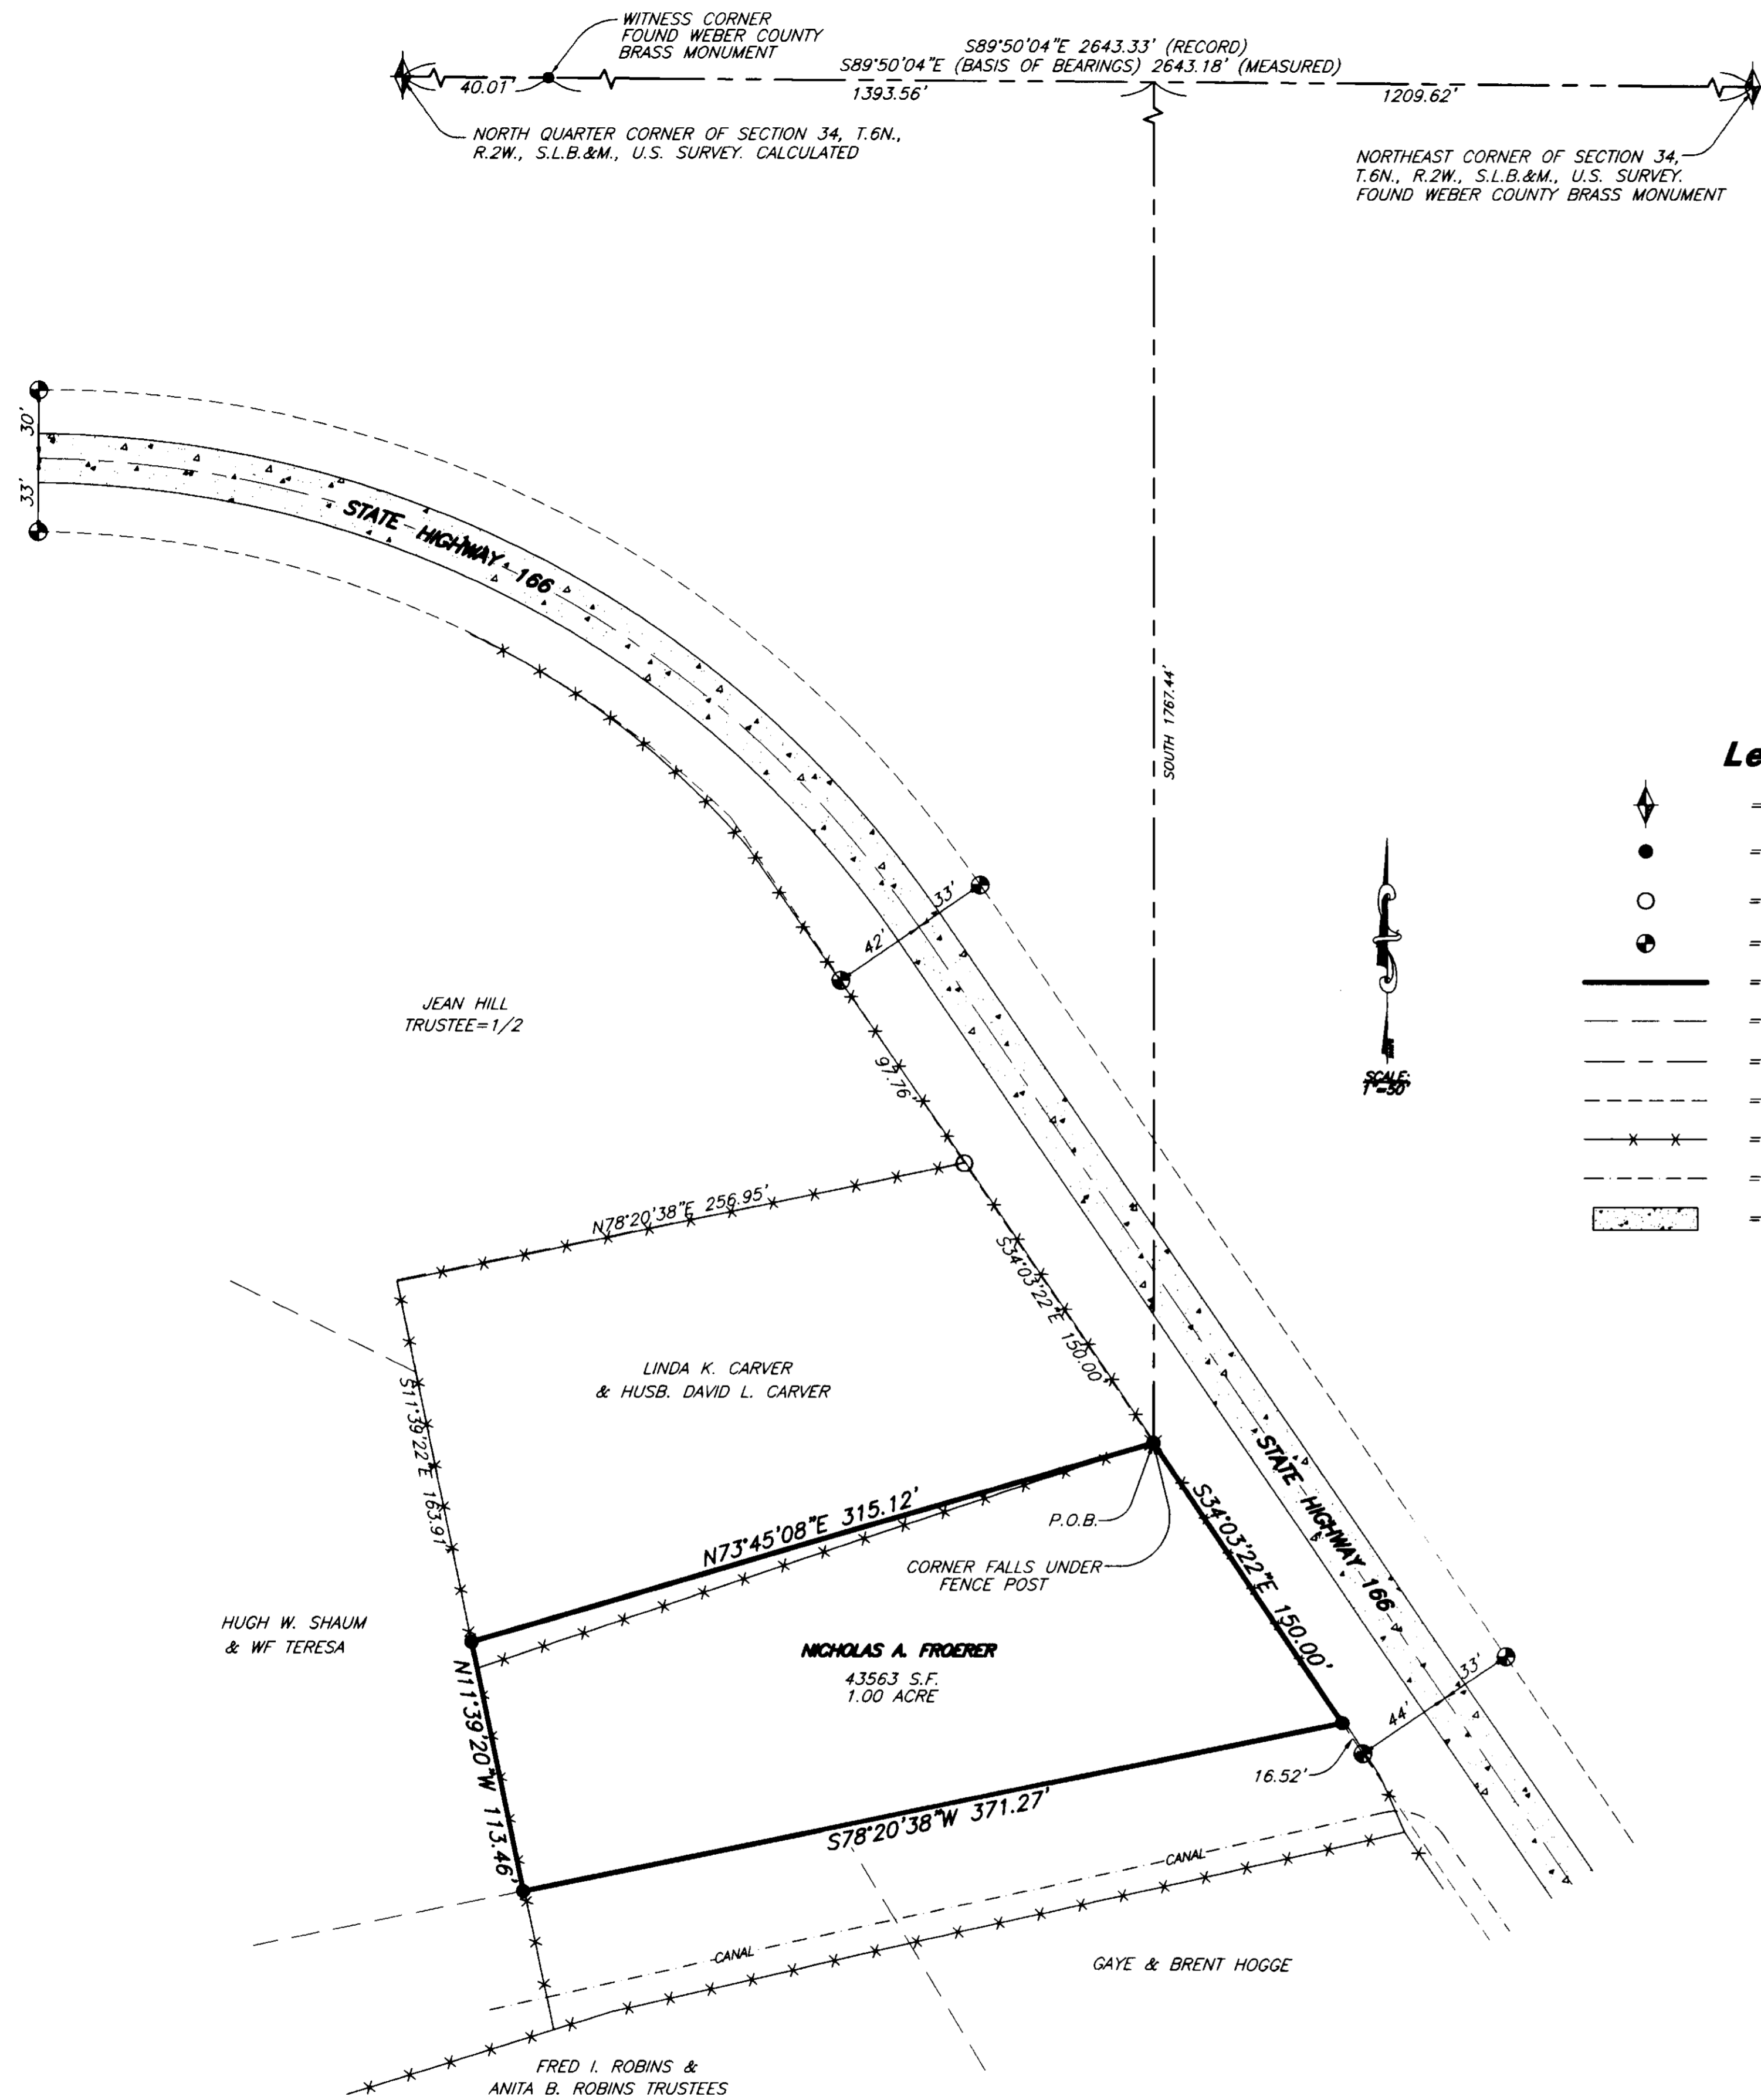 WITNESS CORNER
FOUND WEBER COUNTY
BRASS MONUMENT
S89°50'04"E 2643.33' (RECORD)
S89°50'04"E (BASIS OF BEARINGS) 2643.18' (MEASURED)
40.01'
1393.56'
1209.62'
NORTH QUARTER CORNER OF SECTION 34, T.6N.,
R.2W., S.L.B.&M., U.S. SURVEY. CALCULATED
NORTHEAST CORNER OF SECTION 34,
T.6N., R.2W., S.L.B.&M., U.S. SURVEY.
FOUND WEBER COUNTY BRASS MONUMENT
30'
33'
STATE HIGHWAY 166
SOUTH 1767.44'
Le
=
=
=
=
=
=
=
=
=
=
=
33'
42'
JEAN HILL
TRUSTEE=1/2
97.76'
SCALE:
1"=50'
N78°20'38"E 256.95'
S34°03'22"E 150.00'
LINDA K. CARVER
& HUSB. DAVID L. CARVER
S11°39'22"E 163.91'
STATE HIGHWAY 166
N73°45'08"E 315.12'
P.O.B.
CORNER FALLS UNDER
FENCE POST
S34°03'22"E 150.00'
HUGH W. SHAUM
& WF TERESA
NICHOLAS A. FROERER
43563 S.F.
1.00 ACRE
33'
44'
N11°39'20"W 113.46'
16.52'
S78°20'38"W 371.27'
CANAL
CANAL
GAYE & BRENT HOGGE
FRED I. ROBINS &
ANITA B. ROBINS TRUSTEES